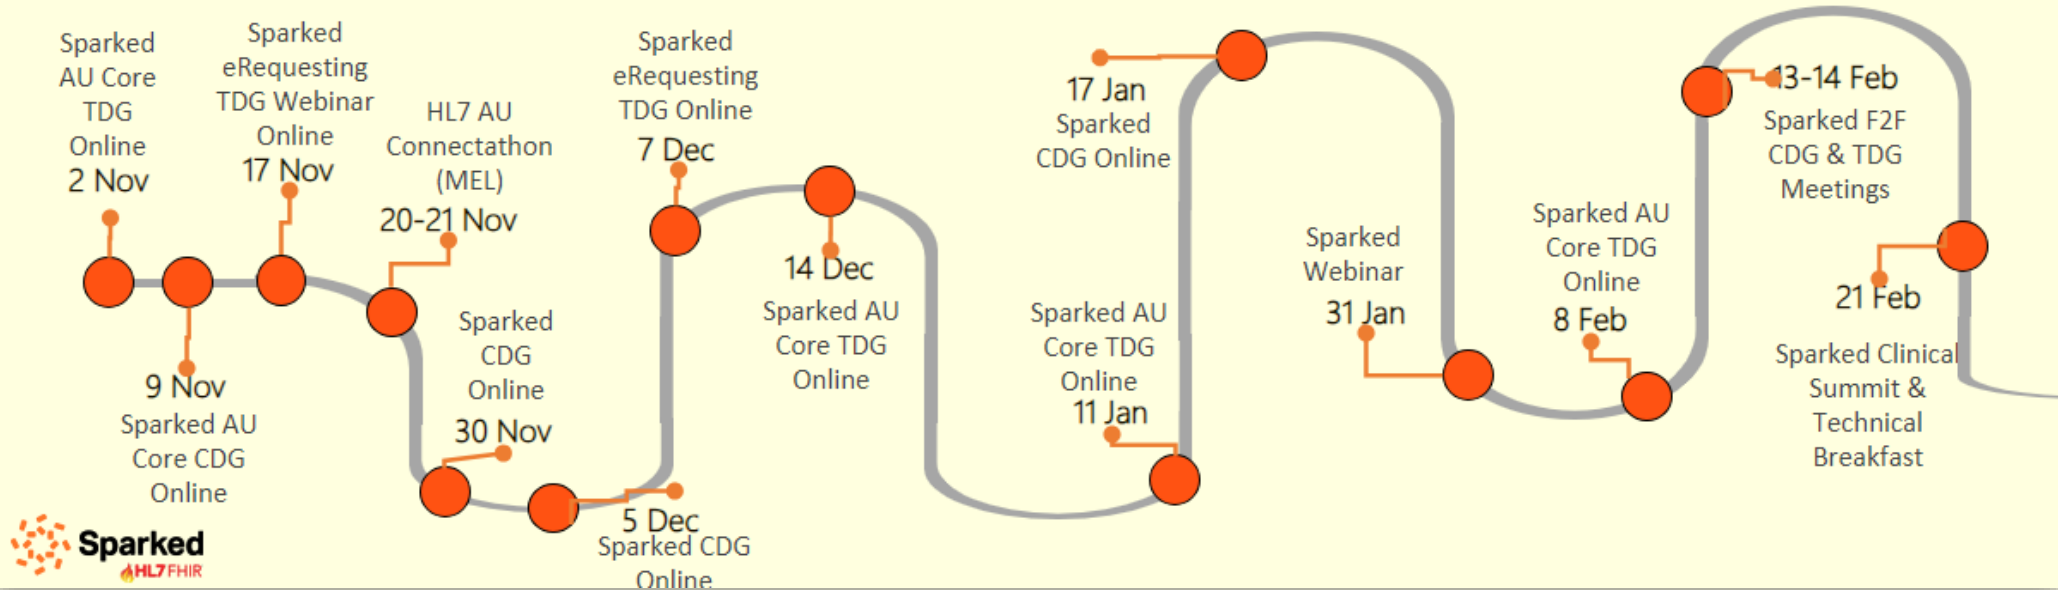 Sparked
AU Core
TDG
Online
2 Nov
9 Nov
Sparked AU
Core CDG
Online
Sparked
eRequesting
TDG Webinar
Online
17 Nov
HL7 AU
Connectathon
(MEL)
20-21 Nov
Sparked
CDG
Online
30 Nov
5 Dec
Sparked CDG
Online
Sparked
eRequesting
TDG Online
7 Dec
14 Dec
Sparked AU
Core TDG
Online
Sparked AU
Core TDG
Online
11 Jan
17 Jan
Sparked
CDG Online
Sparked
Webinar
31 Jan
Sparked AU
Core TDG
Online
8 Feb
13-14 Feb
Sparked F2F
CDG & TDG
Meetings
21 Feb
Sparked Clinical
Summit &
Technical
Breakfast
Sparked
HL7 FHIR